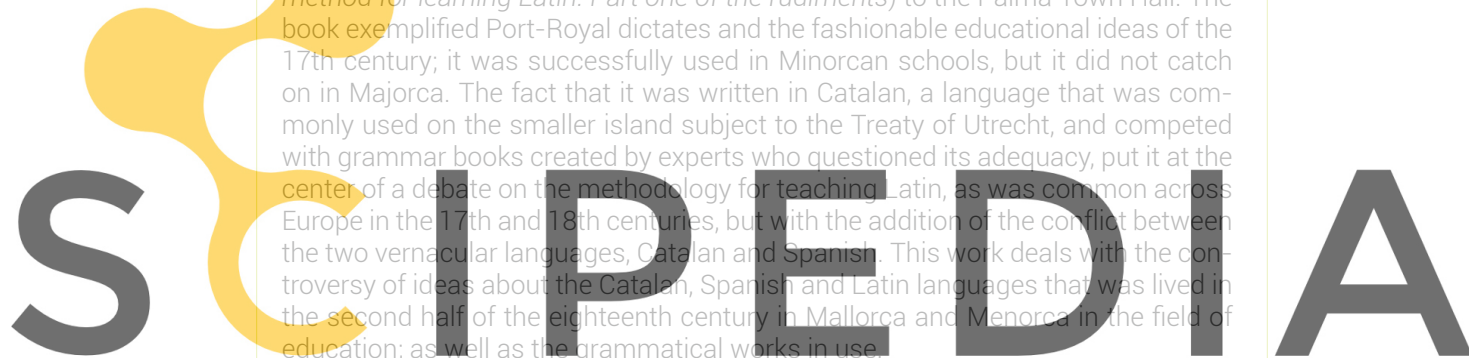 method for learning Latin. Part one of the rudiments) to the Palma Town Hall. The
book exemplified Port-Royal dictates and the fashionable educational ideas of the
17th century; it was successfully used in Minorcan schools, but it did not catch
on in Majorca. The fact that it was written in Catalan, a language that was com-
monly used on the smaller island subject to the Treaty of Utrecht, and competed
with grammar books created by experts who questioned its adequacy, put it at the
center of a debate on the methodology for teaching Latin, as was common across
Europe in the 17th and 18th centuries, but with the addition of the conflict between
the two vernacular languages, Catalan and Spanish. This work deals with the con-
troversy of ideas about the Catalan, Spanish and Latin languages that was lived in
the second half of the eighteenth century in Mallorca and Menorca in the field of
education: as well as the grammatical works in use.
SCIPEDIA